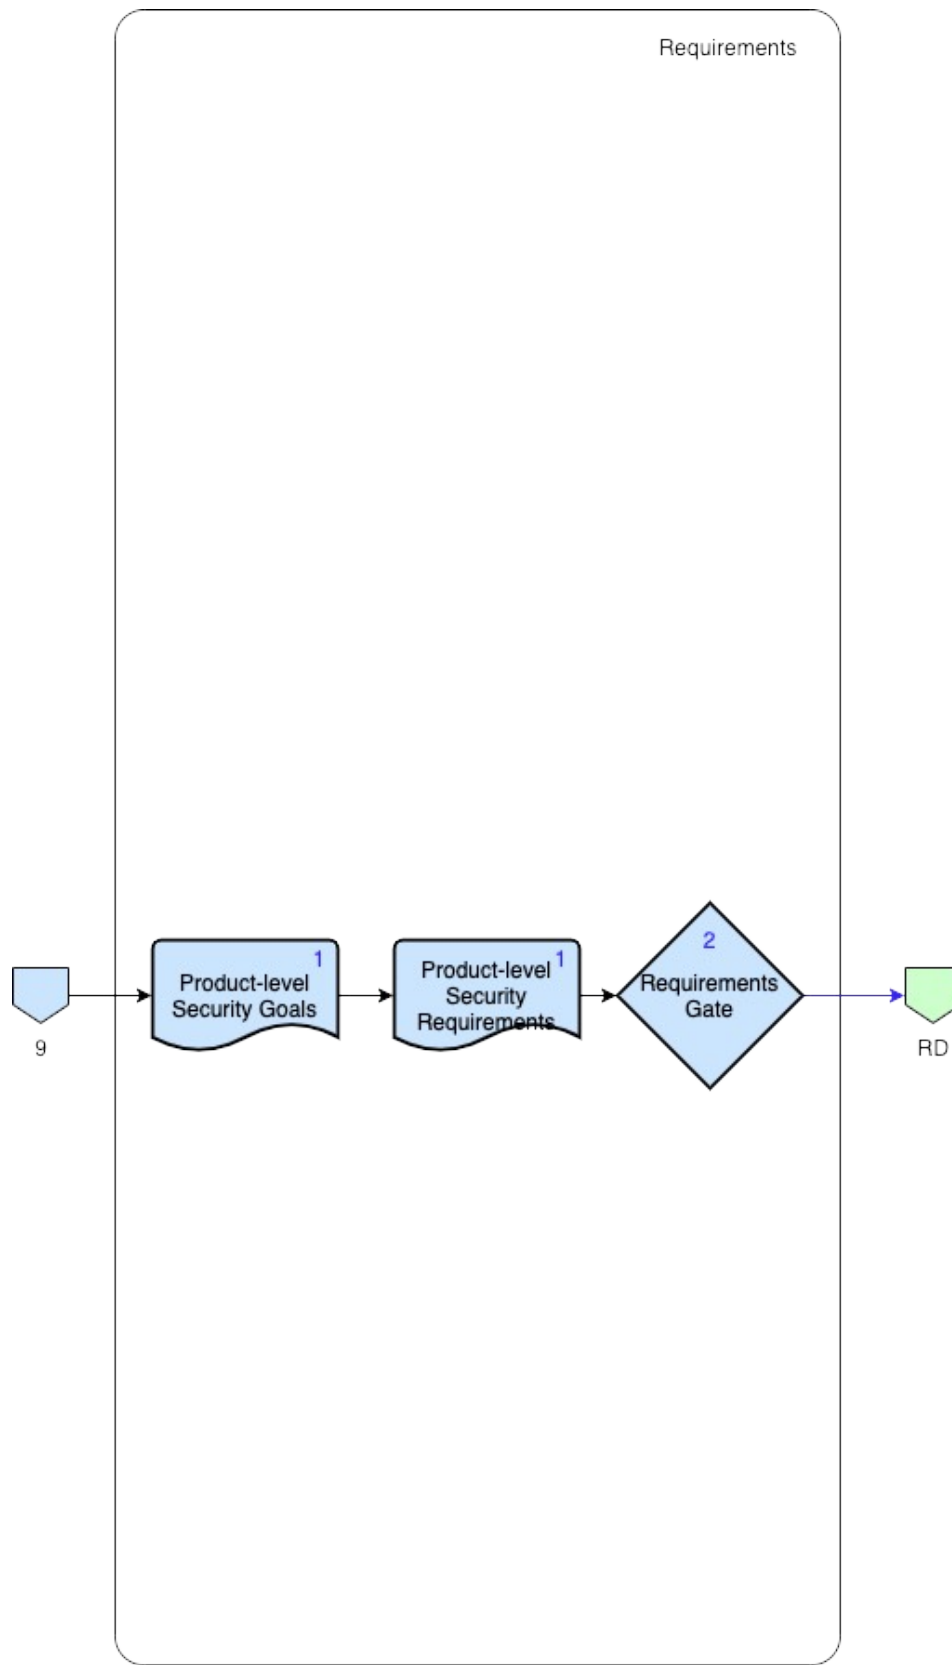 Requirements
1
Product-level
Security Goals
1
Product-level
Security
Requirements
2
Requirements
Gate
9
RD